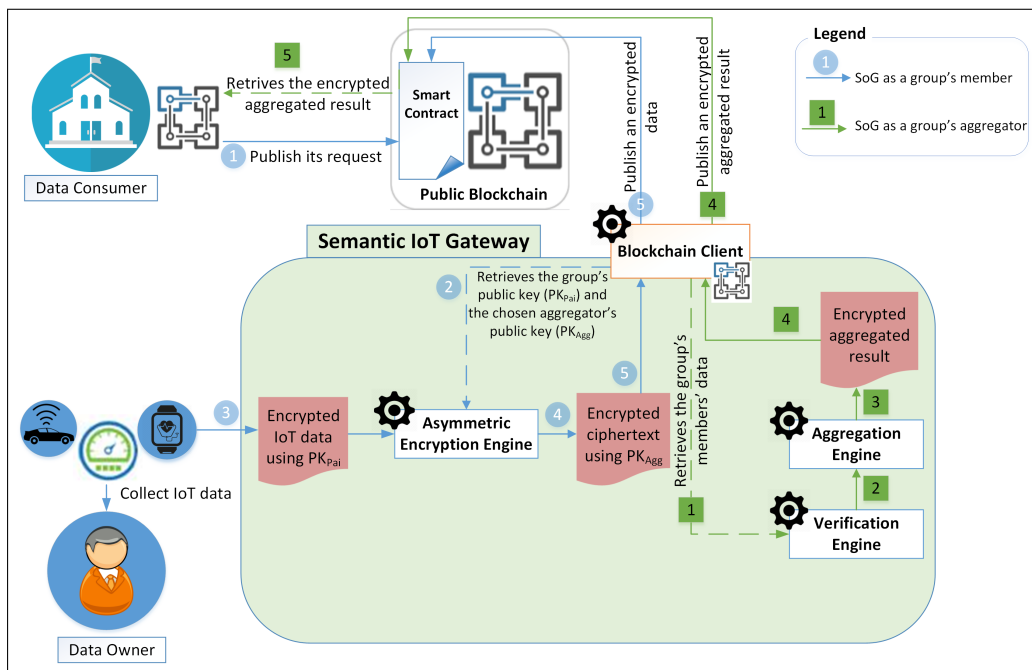 Legend
1
SoG as a group's member
1
SoG as a group's aggregator
5
Retrives the encrypted
aggregated result
1 Publish its request
Data Consumer
Smart
Contract
Public Blockchain
Publish an encrypted
data
5
Publish an encrypted
aggregated result
4
Semantic IoT Gateway
Blockchain Client
2
Retrieves the group's
public key (PKPai) and
the chosen aggregator's
public key (PKAgg)
5
Retrieves the group's
members' data
1
4
Encrypted
aggregated
result
3
Aggregation
Engine
2
Verification
Engine
3
Encrypted
IoT data
using PKPai
Asymmetric
Encryption Engine
4
Encrypted
ciphertext
using PKAgg
Collect IoT data
Data Owner